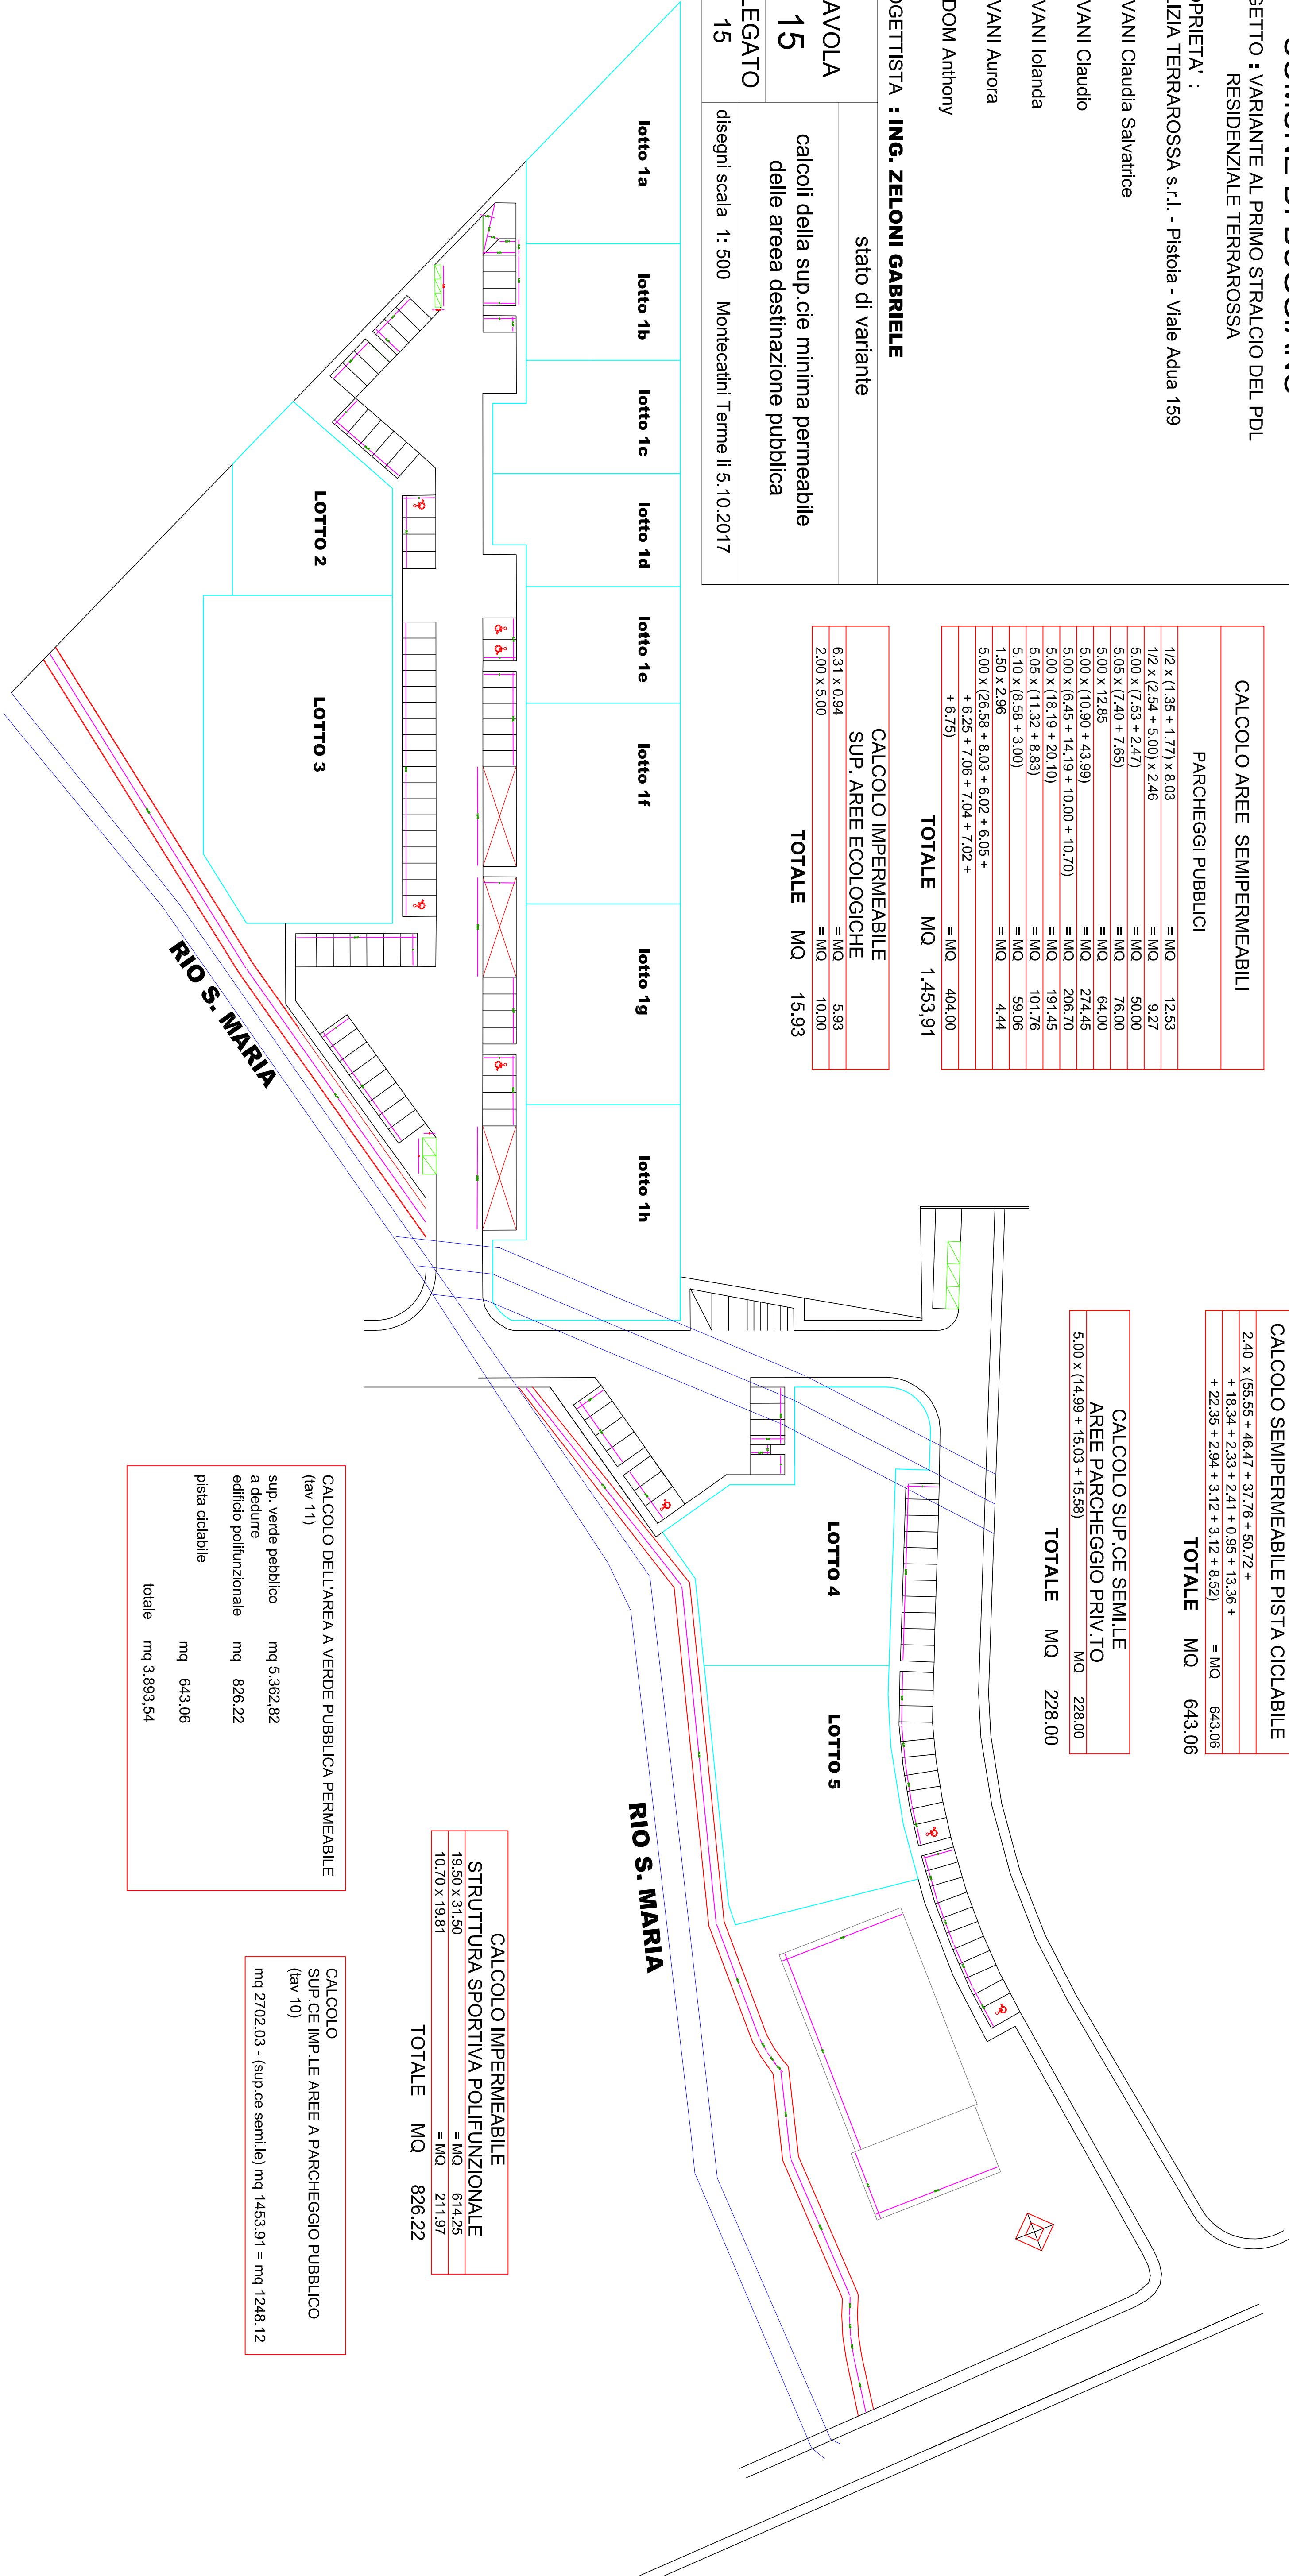 GETTO : VARIANTE AL PRIMO STRALCIO DEL PDL
RESIDENZIALE TERRAROSSA
OPRIETA' :
LIZIA TERRAROSSA s.r.l. - Pistoia - Viale Adua 159
VANI Claudia Salvatrice
VANI Claudio
VANI Iolanda
VANI Aurora
DOM Anthony
OGETTISTA : ING. ZELONI GABRIELE
AVOLA
15
stato di variante
calcoli della sup.cie minima permeabile
delle areea destinazione pubblica
LEGATO
15
disegni scala 1: 500 Montecatini Terme li 5.10.2017
CALCOLO AREE SEMIPERMEABILI
PARCHEGGI PUBBLICI
1/2 x (1.35 + 1.77) x 8.03 = MQ 12.53
1/2 x (2.54 + 5.00) x 2.46 = MQ 9.27
5.00 x (7.53 + 2.47) = MQ 50.00
5.05 x (7.40 + 7.65) = MQ 76.00
5.00 x 12.85 = MQ 64.00
5.00 x (10.90 + 43.99) = MQ 274.45
5.00 x (6.45 + 14.19 + 10.00 + 10.70) = MQ 206.70
5.00 x (18.19 + 20.10) = MQ 191.45
5.05 x (11.32 + 8.83) = MQ 101.76
5.10 x (8.58 + 3.00) = MQ 59.06
1.50 x 2.96 = MQ 4.44
5.00 x (26.58 + 8.03 + 6.02 + 6.05 +
+ 6.25 + 7.06 + 7.04 + 7.02 +
+ 6.75) = MQ 404.00
TOTALE MQ 1.453,91
CALCOLO IMPERMEABILE
SUP. AREE ECOLOGICHE
6.31 x 0.94 = MQ 5.93
2.00 x 5.00 = MQ 10.00
TOTALE MQ 15.93
CALCOLO SEMIPERMEABILE PISTA CICLABILE
2.40 x (55.55 + 46.47 + 37.76 + 50.72 +
+ 18.34 + 2.33 + 2.41 + 0.95 + 13.36 +
+ 22.35 + 2.94 + 3.12 + 3.12 + 8.52) = MQ 643.06
TOTALE MQ 643.06
CALCOLO SUP.CE SEMI.LE
AREE PARCHEGGIO PRIV.TO
5.00 x (14.99 + 15.03 + 15.58) MQ 228.00
TOTALE MQ 228.00
lotto 1a
lotto 1b
lotto 1c
lotto 1d
lotto 1e
lotto 1f
lotto 1g
lotto 1h
LOTTO 2
LOTTO 3
RIO S. MARIA
LOTTO 4
LOTTO 5
RIO S. MARIA
CALCOLO IMPERMEABILE
STRUTTURA SPORTIVA POLIFUNZIONALE
19.50 x 31.50 = MQ 614.25
10.70 x 19.81 = MQ 211.97
TOTALE MQ 826.22
CALCOLO DELL'AREA A VERDE PUBBLICA PERMEABILE
(tav 11)
sup. verde pebblico mq 5.362,82
a dedurre
edificio polifunzionale mq 826.22
pista ciclabile
mq 643.06
totale mq 3.893,54
CALCOLO
SUP.CE IMP.LE AREE A PARCHEGGIO PUBBLICO
(tav 10)
mq 2702.03 - (sup.ce semi.le) mq 1453.91 = mq 1248.12